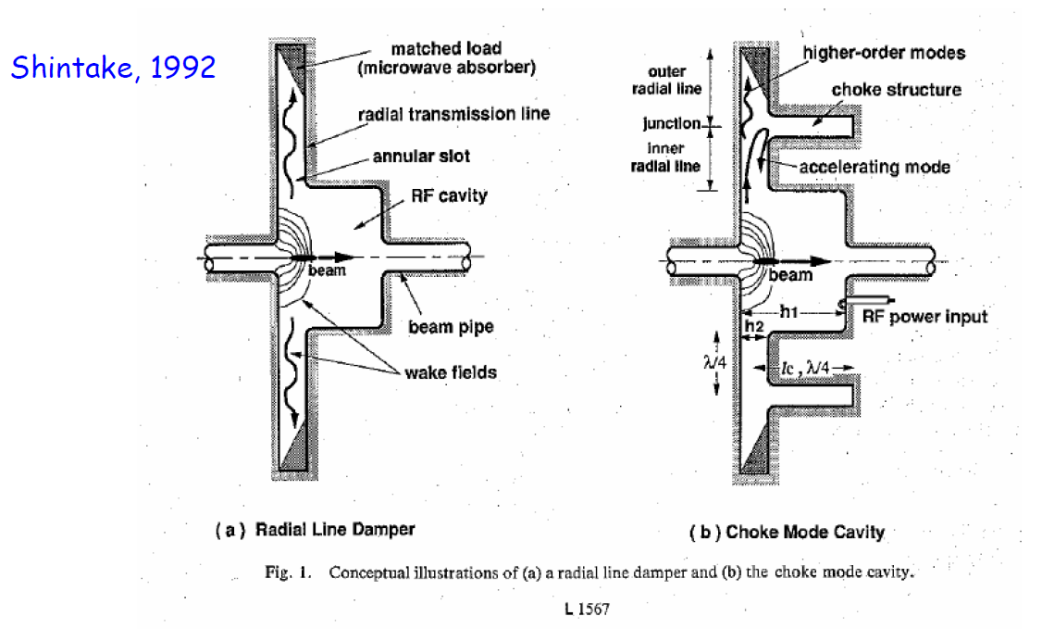 Shintake, 1992
matched load
(microwave absorber)
radial transmission line
annular slot
RF cavity
beam
beam pipe
wake fields
(a) Radial Line Damper
higher-order modes
outer
radial line
choke structure
junction
inner
radial line
accelerating mode
beam
h1
RF power input
h2
λ/4
lc , λ/4
(b) Choke Mode Cavity
Fig. 1. Conceptual illustrations of (a) a radial line damper and (b) the choke mode cavity.
L 1567